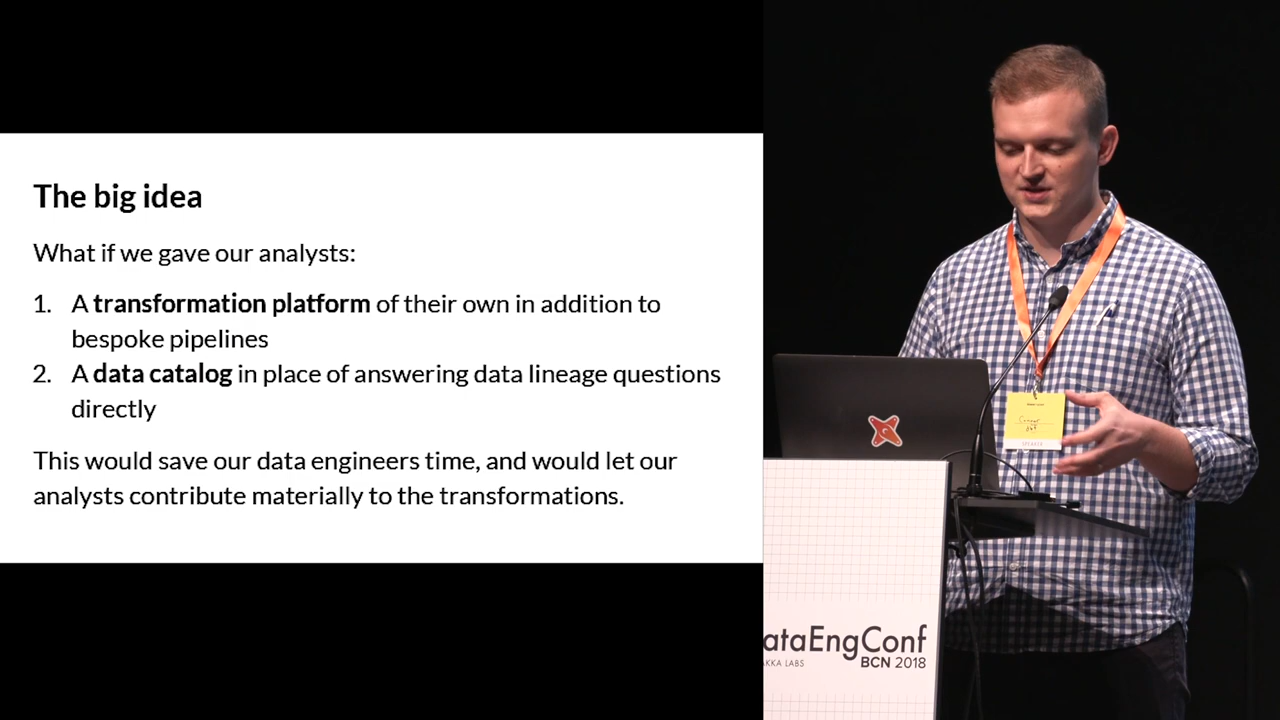 The big idea
What if we gave our analysts:
1. A transformation platform of their own in addition to
bespoke pipelines
2. A data catalog in place of answering data lineage questions
directly
This would save our data engineers time, and would let our
analysts contribute materially to the transformations.
SPEAKER
ataEngConf
AKKA LABS
BCN 2018